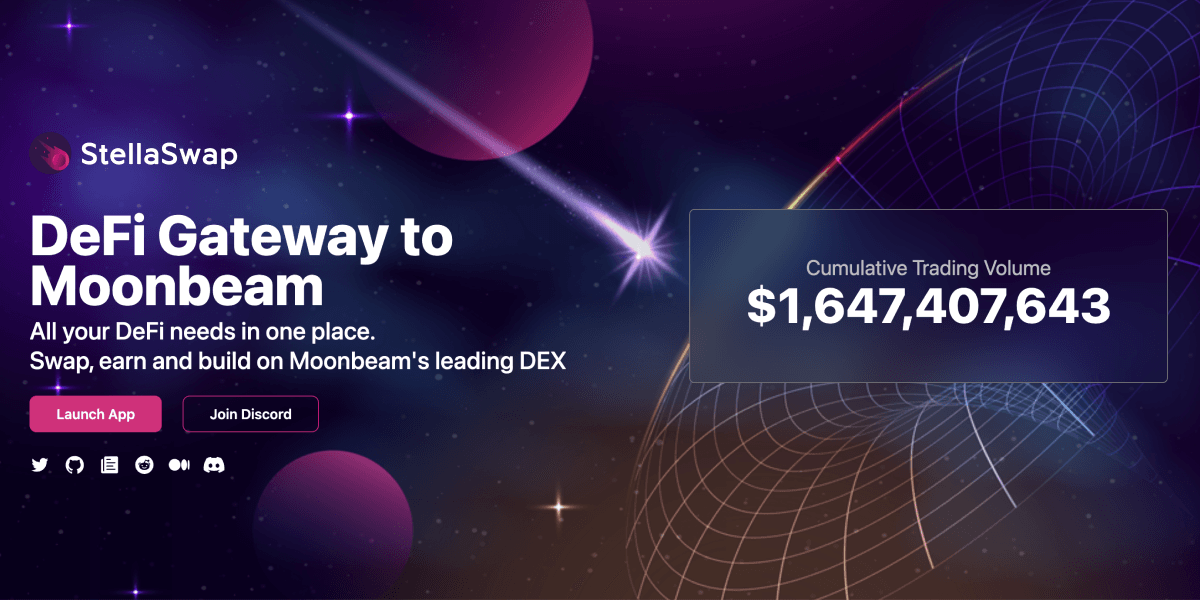 StellaSwap
DeFi Gateway to
Moonbeam
All your DeFi needs in one place.
Swap, earn and build on Moonbeam's leading DEX
Launch App
Join Discord
Cumulative Trading Volume
$1,647,407,643